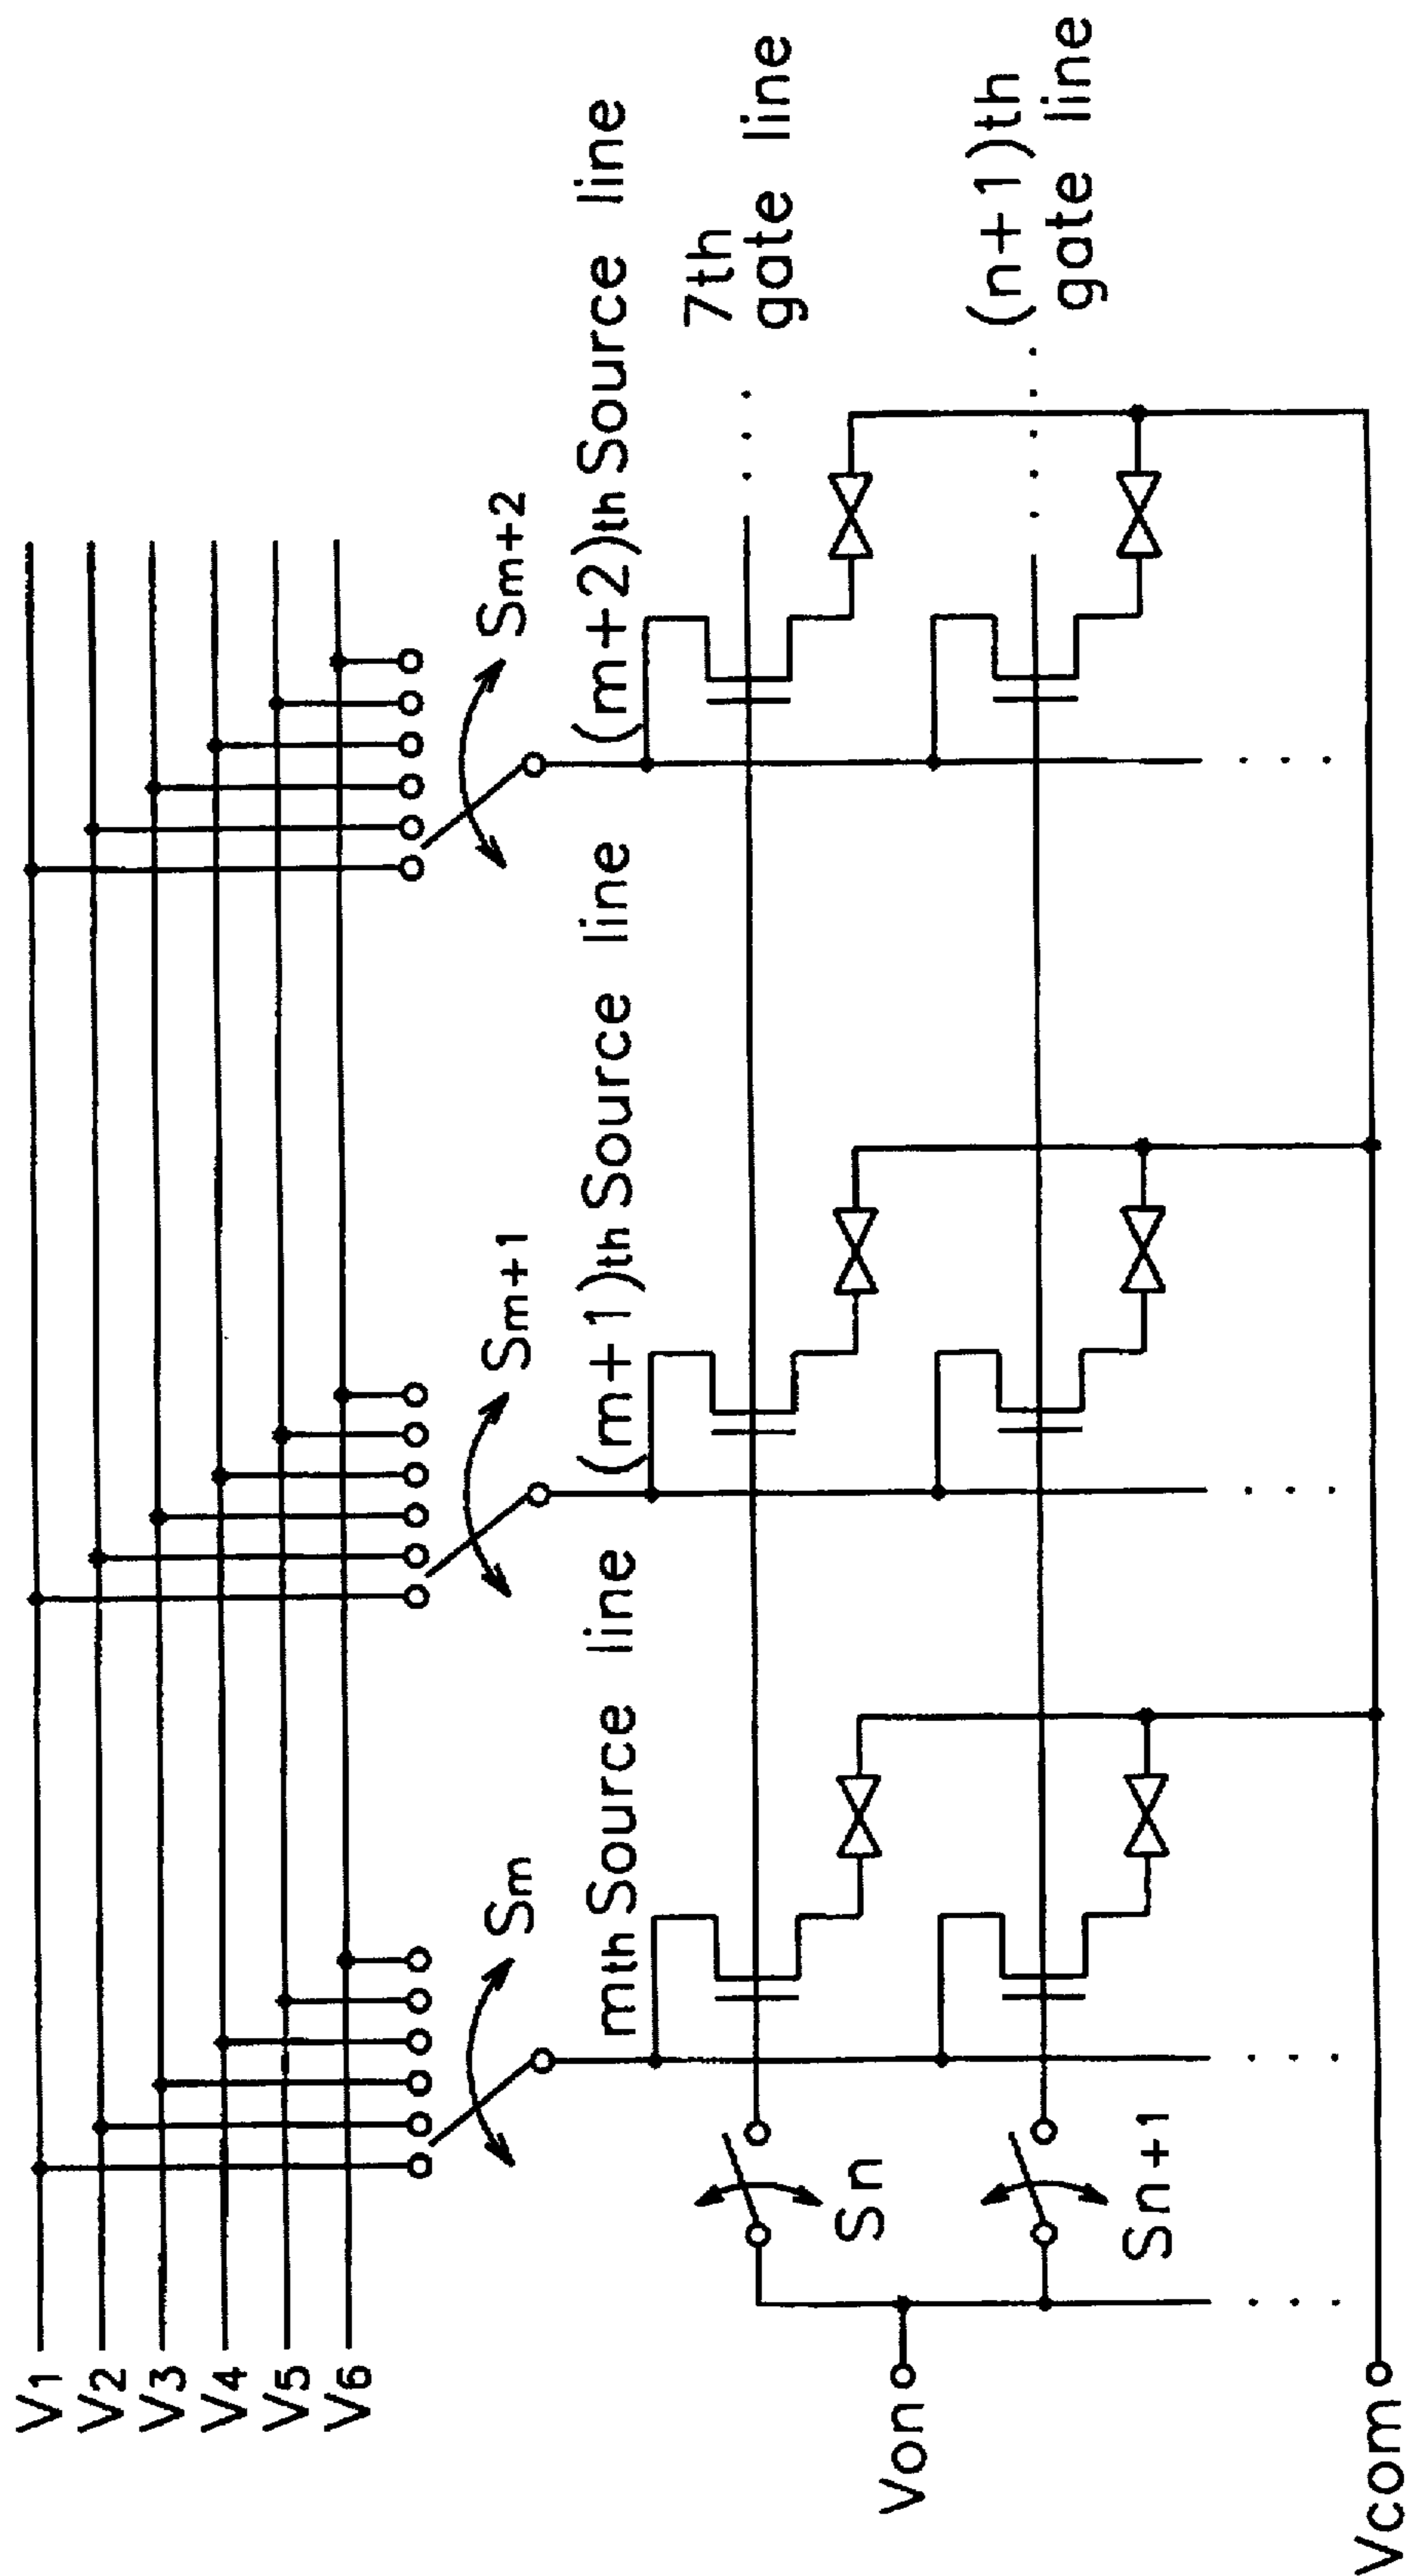 V1
V2
V3
V4
V5
V6
Sm
Sm+1
Sm+2
mth Source line
(m+1)th Source line
(m+2)th Source line
7th
gate line
Sn
Von
(n+1)th
gate line
Sn+1
Vcom